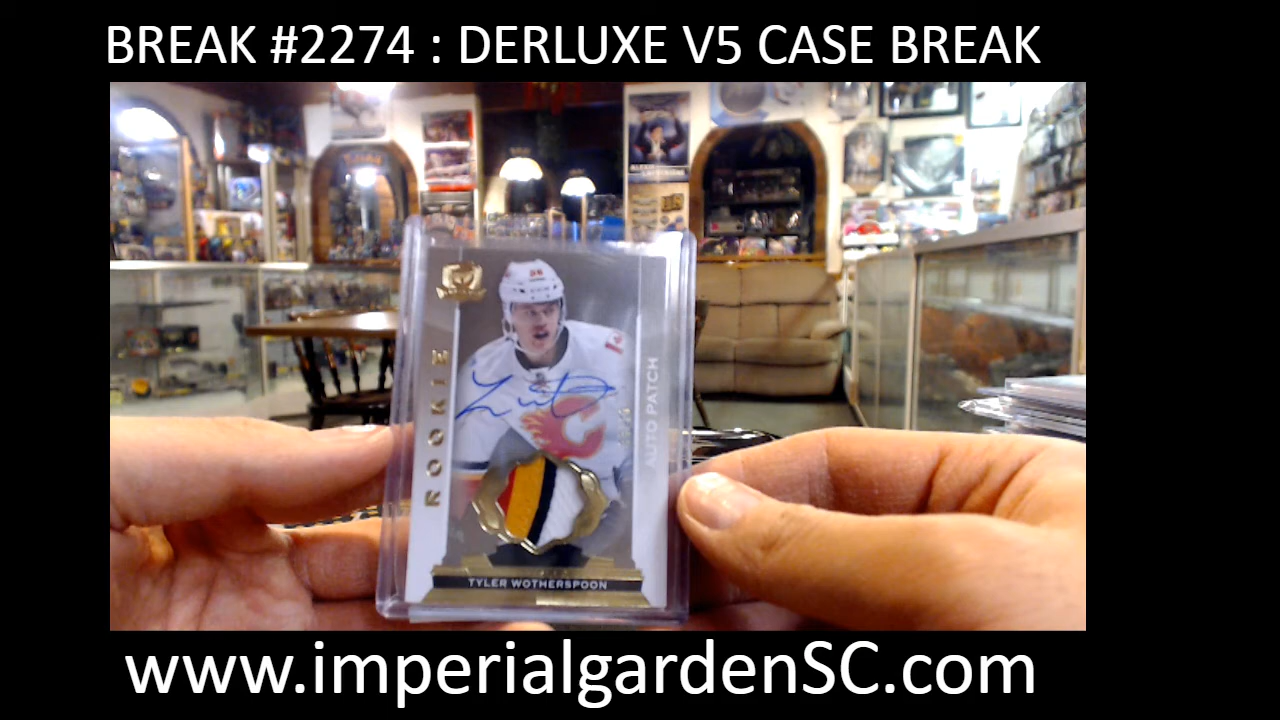 BREAK #2274 : DERLUXE V5 CASE BREAK
ROOKIE
AUTO PATCH
TYLER WOTHERSPOON
www.imperialgardenSC.com